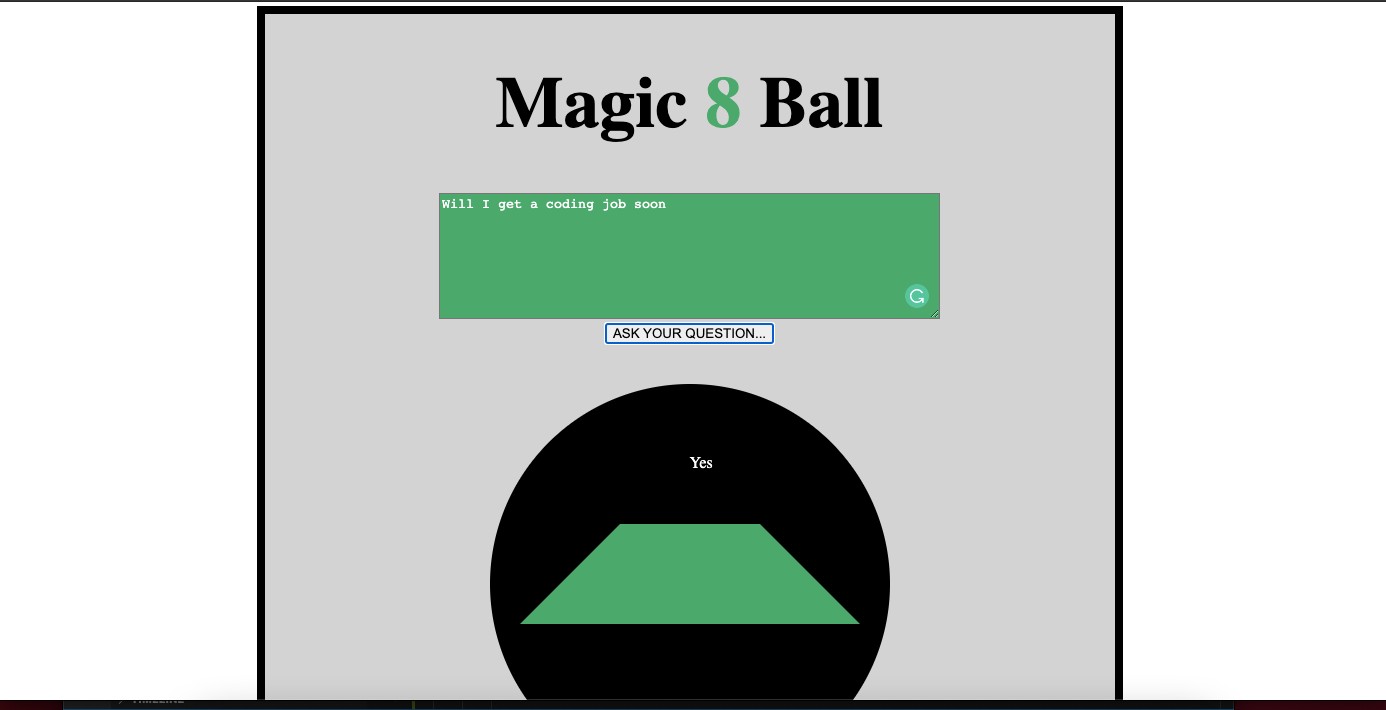 Magic 8 Ball
Will I get a coding job soon
ASK YOUR QUESTION...
Yes